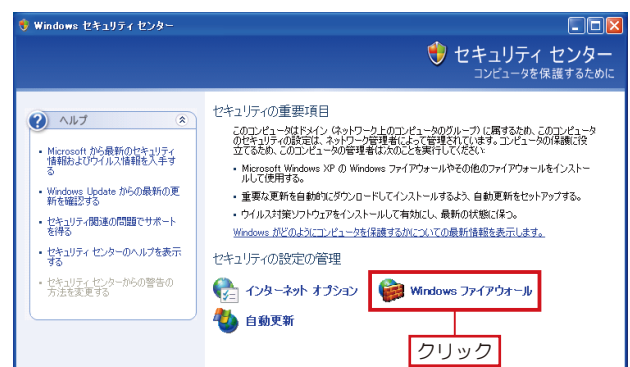 Windows セキュリティ センター
セキュリティ センター
コンピュータを保護するために
ヘルプ
• Microsoft から最新のセキュリティ
情報およびウイルス情報を入手す
る
• Windows Update からの最新の更
新を確認する
• セキュリティ関連の問題でサポート
を得る
• セキュリティ センターのヘルプを表示
する
• セキュリティ センターからの警告の
方法を変更する
セキュリティの重要項目
このコンピュータはドメイン (ネットワーク上のコンピュータのグループ) に属するため、このコンピュータ
のセキュリティの設定は、ネットワーク管理者によって管理されています。コンピュータの保護に役
立てるため、このコンピュータの管理者は次のことを実行してください:
• Microsoft Windows XP の Windows ファイアウォールやその他のファイアウォールをインストー
ルして使用する。
• 重要な更新を自動的にダウンロードしてインストールするよう、自動更新をセットアップする。
• ウイルス対策ソフトウェアをインストールして有効にし、最新の状態に保つ。
Windows がどのようにコンピュータを保護するかについての最新情報を表示します。
セキュリティの設定の管理
インターネット オプション
Windows ファイアウォール
自動更新
クリック